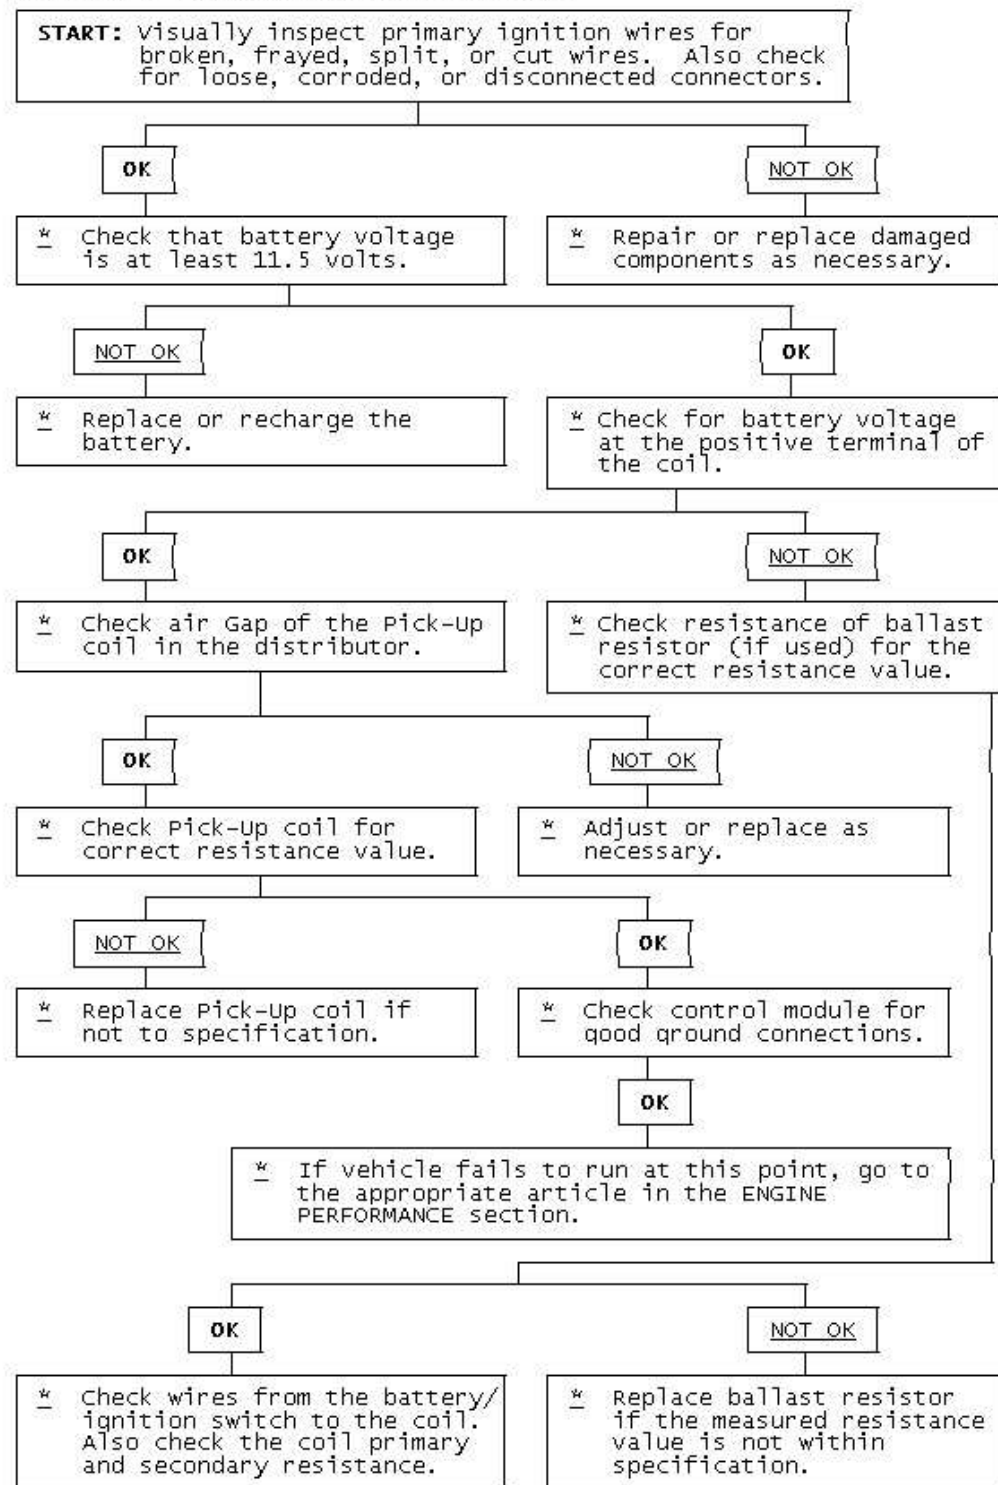 START: Visually inspect primary ignition wires for
broken, frayed, split, or cut wires. Also check
for loose, corroded, or disconnected connectors.
OK
NOT OK
* Check that battery voltage
is at least 11.5 volts.
* Repair or replace damaged
components as necessary.
NOT OK
OK
* Replace or recharge the
battery.
* Check for battery voltage
at the positive terminal of
the coil.
OK
NOT OK
* Check air Gap of the Pick-Up
coil in the distributor.
* Check resistance of ballast
resistor (if used) for the
correct resistance value.
OK
NOT OK
* Check Pick-Up coil for
correct resistance value.
* Adjust or replace as
necessary.
NOT OK
OK
* Replace Pick-Up coil if
not to specification.
* Check control module for
good ground connections.
OK
* If vehicle fails to run at this point, go to
the appropriate article in the ENGINE
PERFORMANCE section.
OK
NOT OK
* Check wires from the battery/
ignition switch to the coil.
Also check the coil primary
and secondary resistance.
* Replace ballast resistor
if the measured resistance
value is not within
specification.